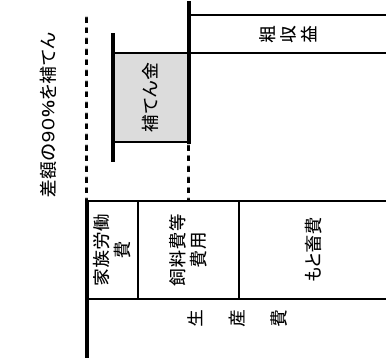 差額の90%を補てん
補てん金
粗収益
家族労働
費
飼料費等
費用
もと畜費
生産費